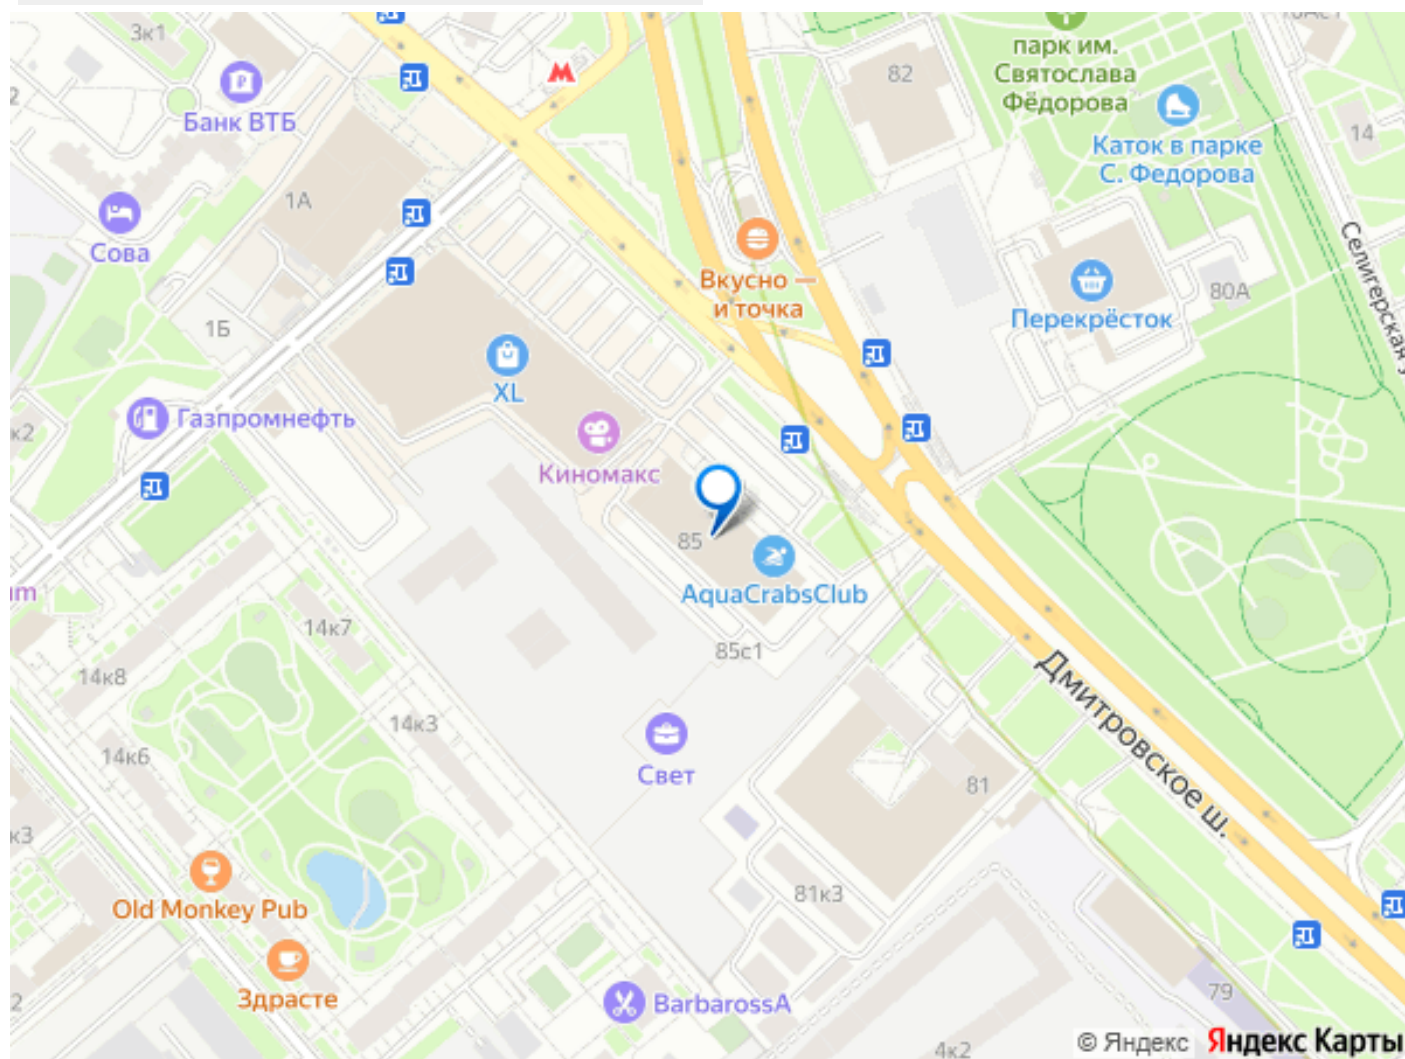 3к1
82
парк им.
Святослава
Фёдорова
Банк ВТБ
14
Каток в парке
С. Федорова
1А
Сова
Вкусно —
и точка
80А
Перекрёсток
1Б
XL
Газпромнефть
к2
Киномакс
85
AquaCrabsClub
14к7
85с1
14к8
14к3
14к6
Свет
81
Дмитровское ш.
к3
81к3
Old Monkey Pub
Здрасте
BarbarossA
79
4к2
© Яндекс Яндекс Карты